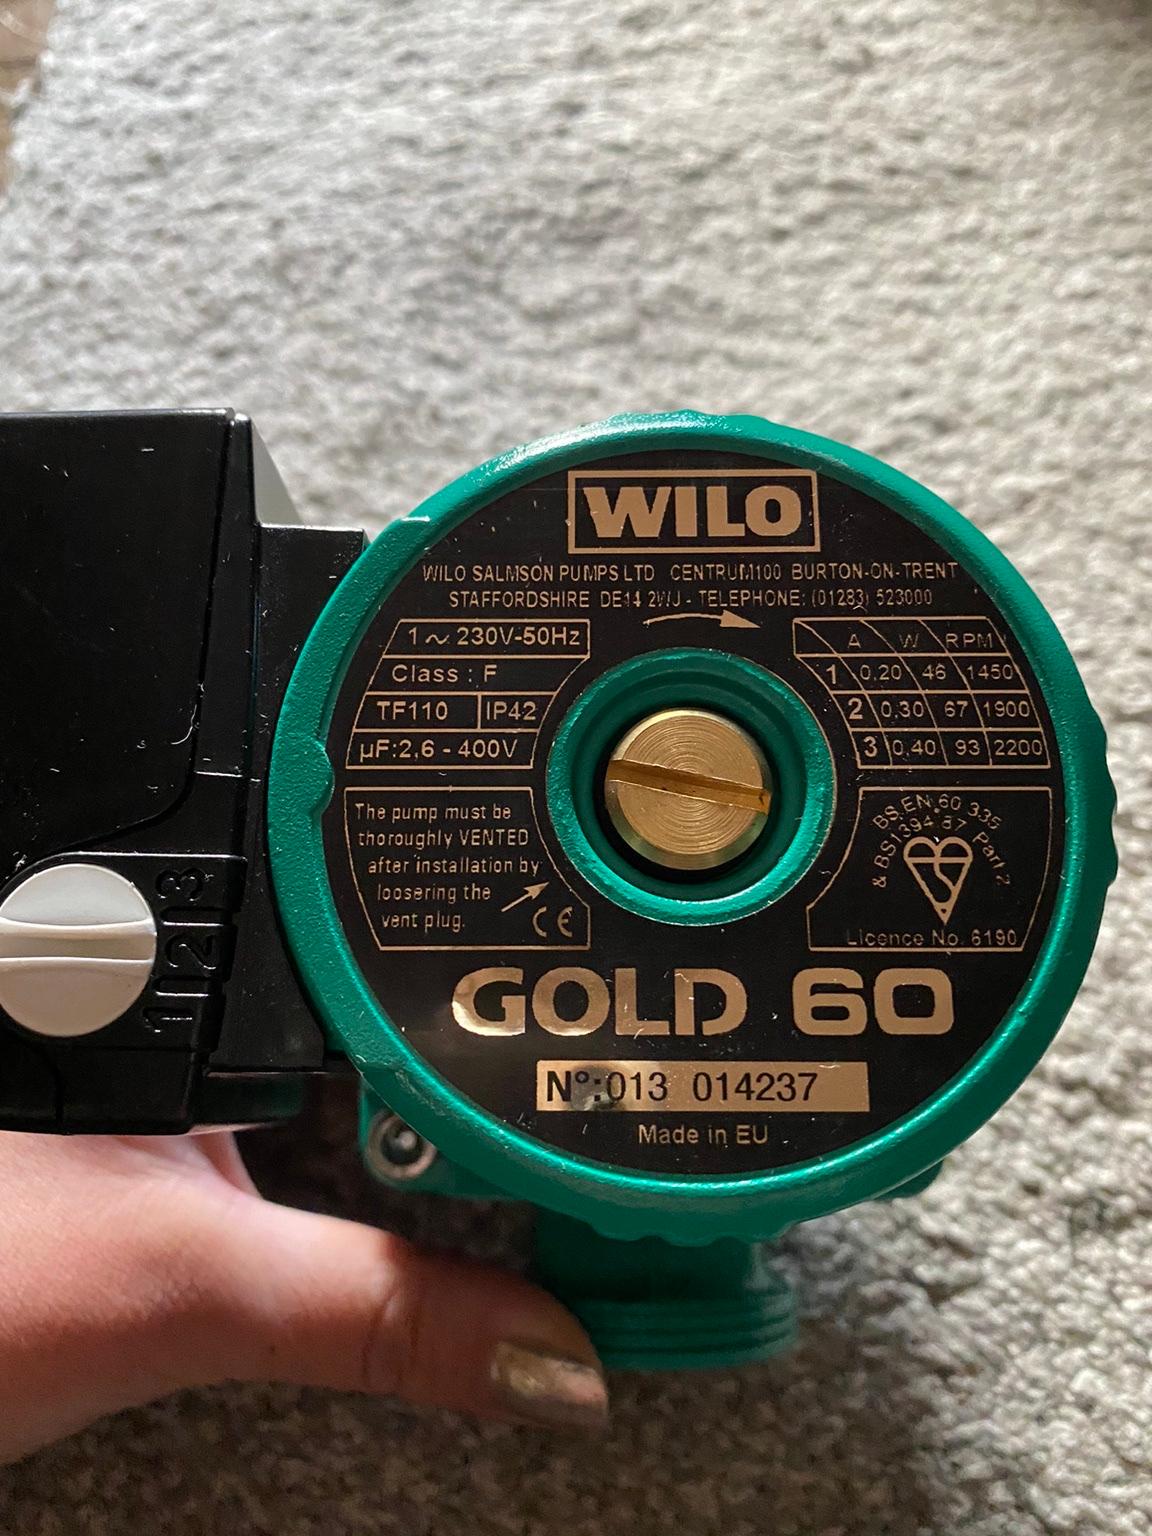 WILO
WILO SALMSON PUMPS LTD CENTRUM100 BURTON-ON-TRENT
STAFFORDSHIRE DE14 2WJ - TELEPHONE: (01283) 523000
1 ~ 230V-50Hz
Class : F
TF110 IP42
µF:2,6 - 400V
A W RPM
1 0,20 46 1450
2 0,30 67 1900
3 0,40 93 2200
The pump must be
thoroughly VENTED
after installation by
loosering the
vent plug.
CE
BS EN 60 335
& BS1394:87 Part 2
Licence No. 6190
GOLD 60
Nº:013 014237
Made in EU
1 2 3